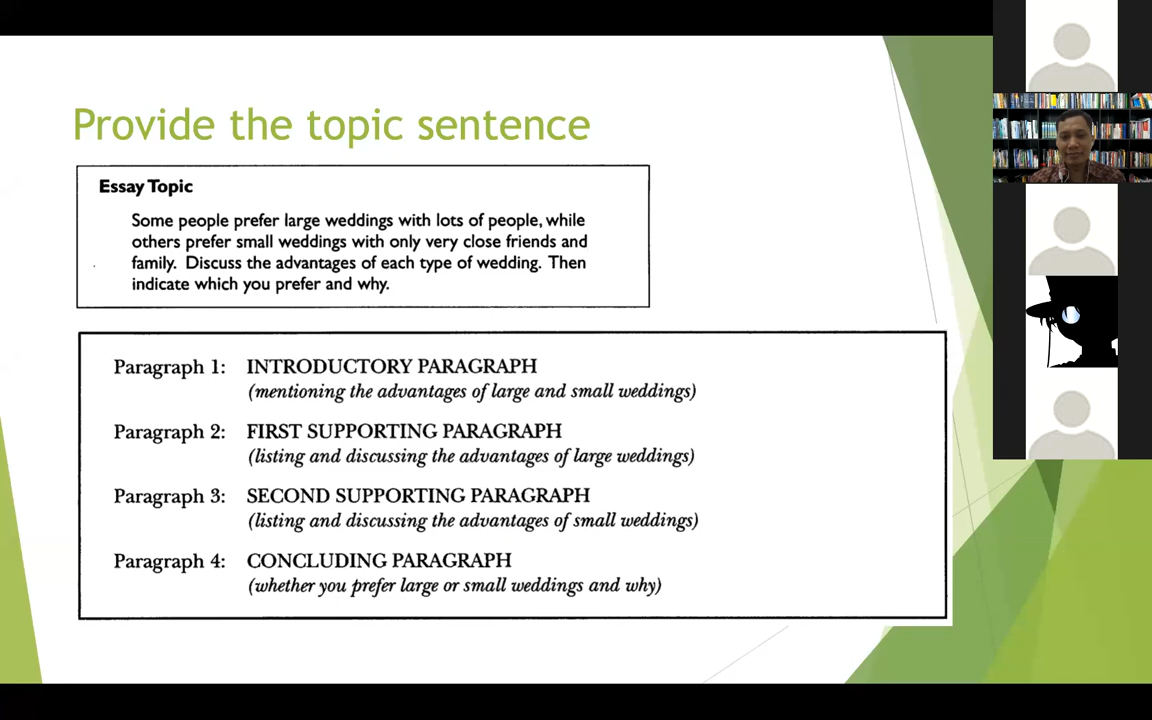 Provide the topic sentence
Essay Topic
Some people prefer large weddings with lots of people, while
others prefer small weddings with only very close friends and
family. Discuss the advantages of each type of wedding. Then
indicate which you prefer and why.
Paragraph 1: INTRODUCTORY PARAGRAPH
(mentioning the advantages of large and small weddings)
Paragraph 2: FIRST SUPPORTING PARAGRAPH
(listing and discussing the advantages of large weddings)
Paragraph 3: SECOND SUPPORTING PARAGRAPH
(listing and discussing the advantages of small weddings)
Paragraph 4: CONCLUDING PARAGRAPH
(whether you prefer large or small weddings and why)